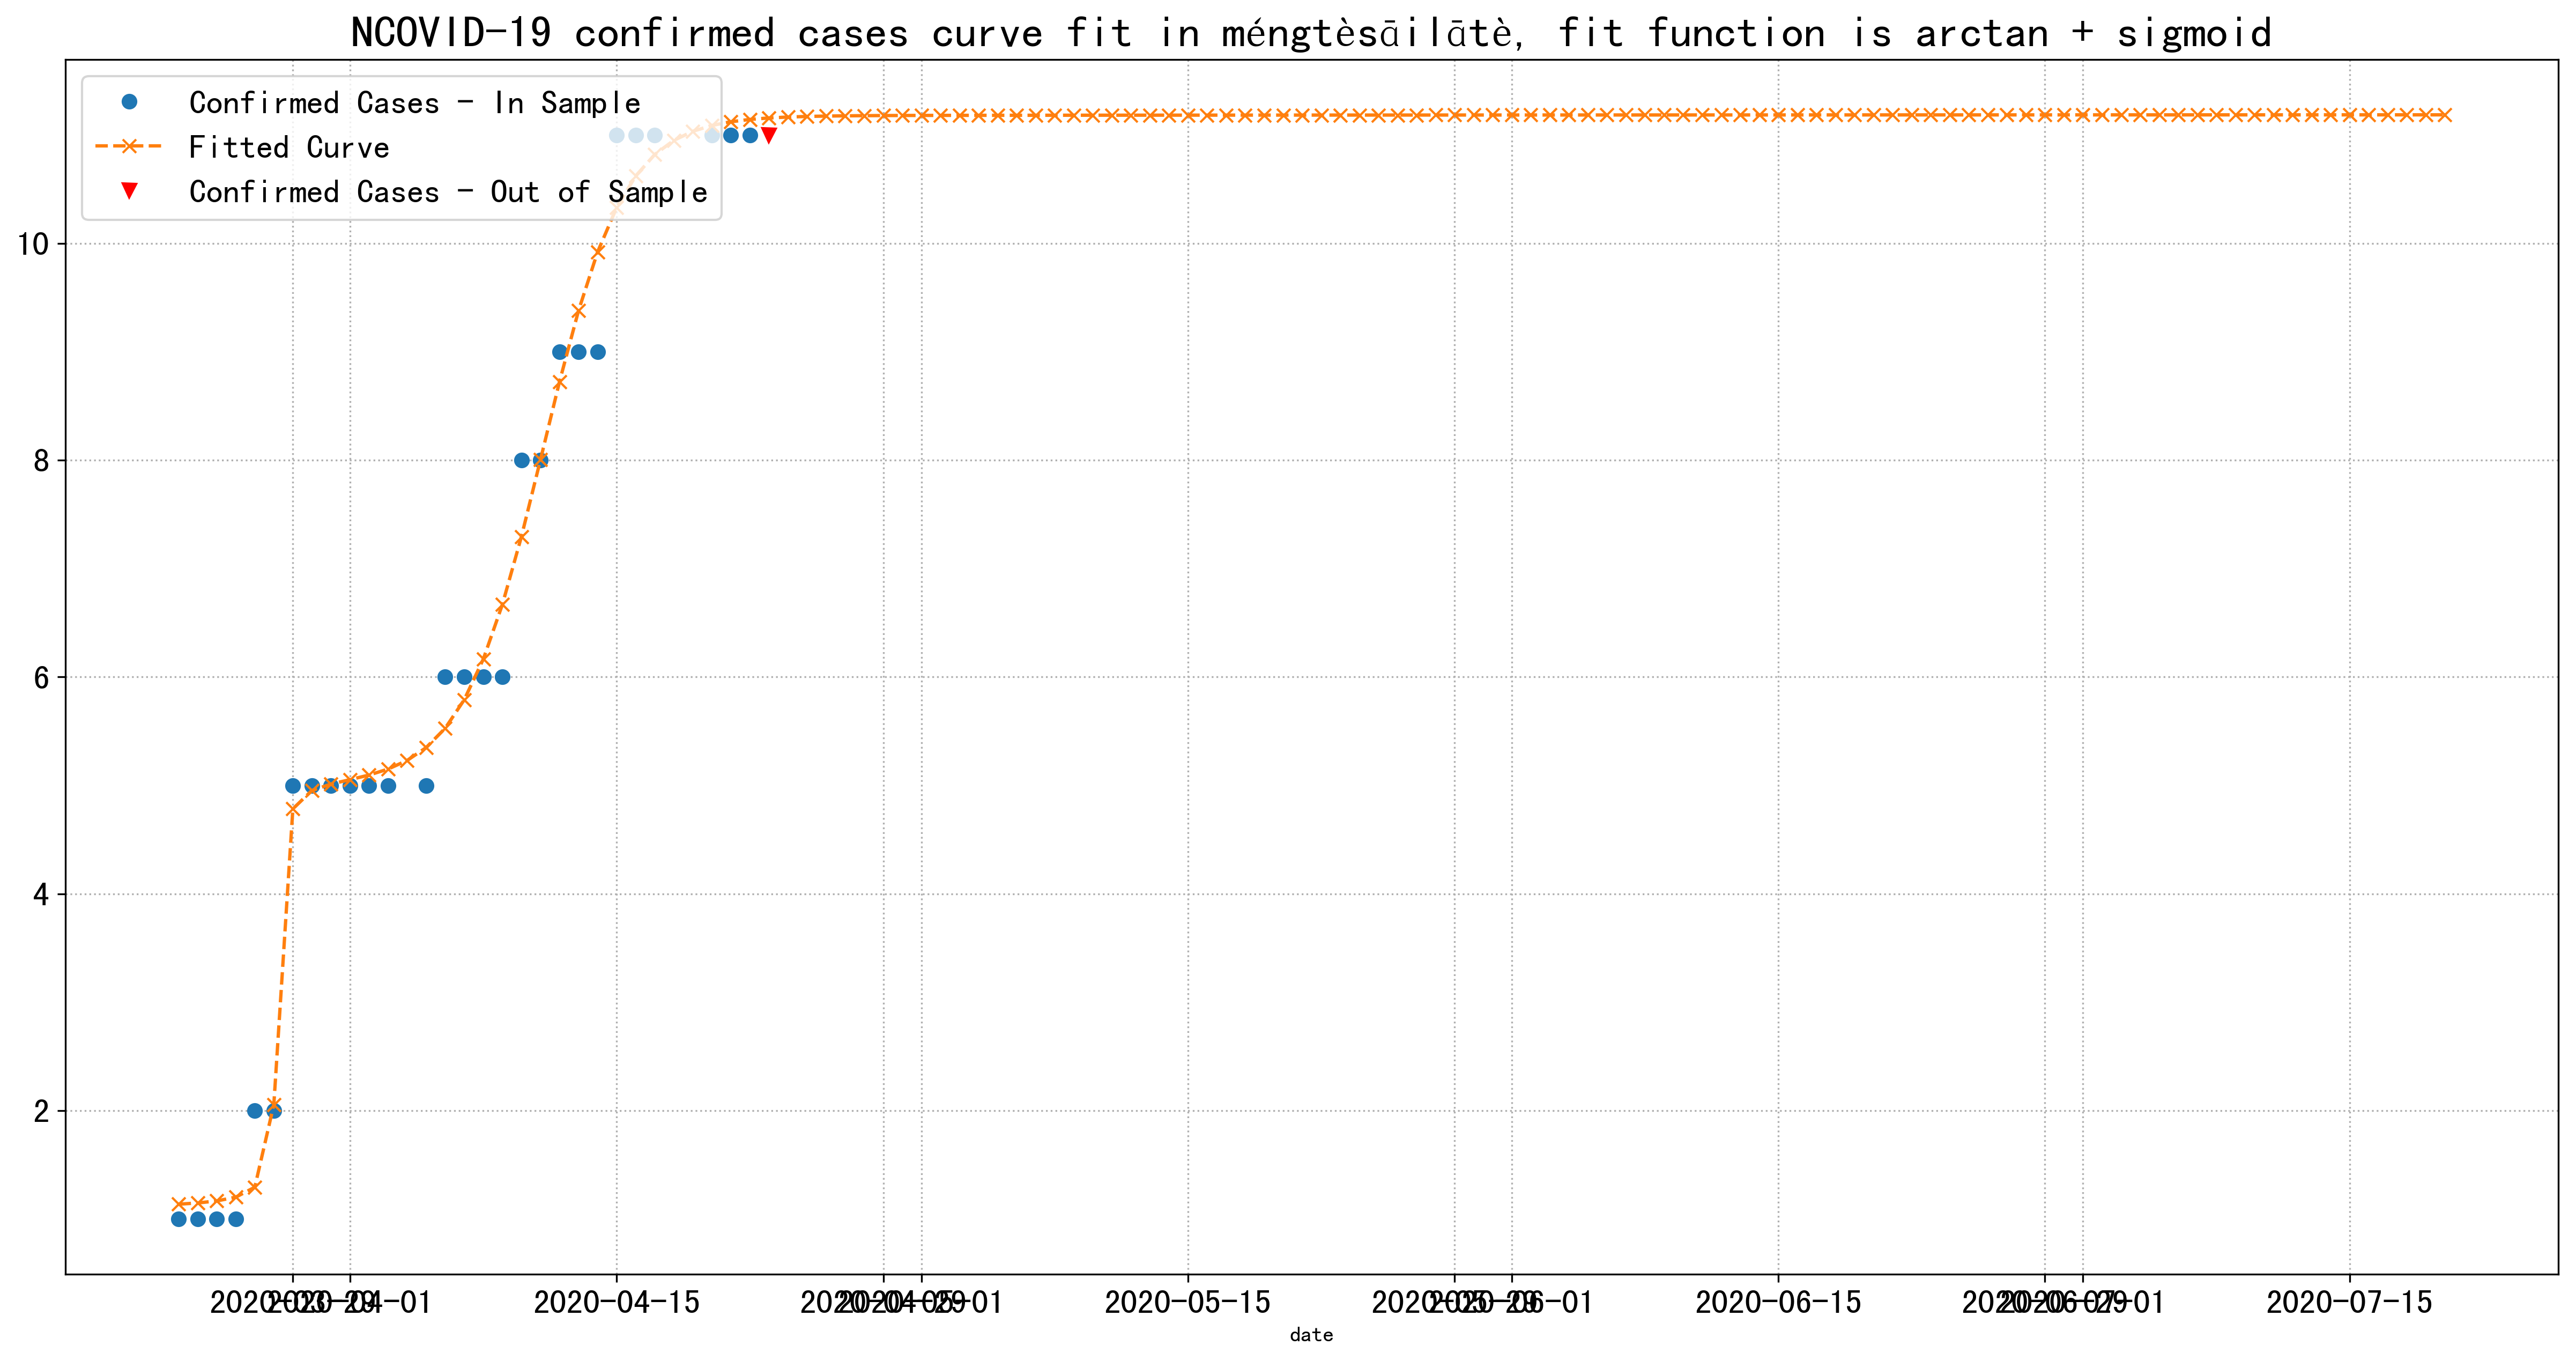 NCOVID-19 confirmed cases curve fit in méngtèsāilātè, fit function is arctan + sigmoid
Confirmed Cases - In Sample
Fitted Curve
Confirmed Cases - Out of Sample
10
8
6
4
2
2020-03-29 2020-04-01 2020-04-15 2020-04-29 2020-05-01 2020-05-15 2020-05-29 2020-06-01 2020-06-15 2020-06-29 2020-07-01 2020-07-15
date